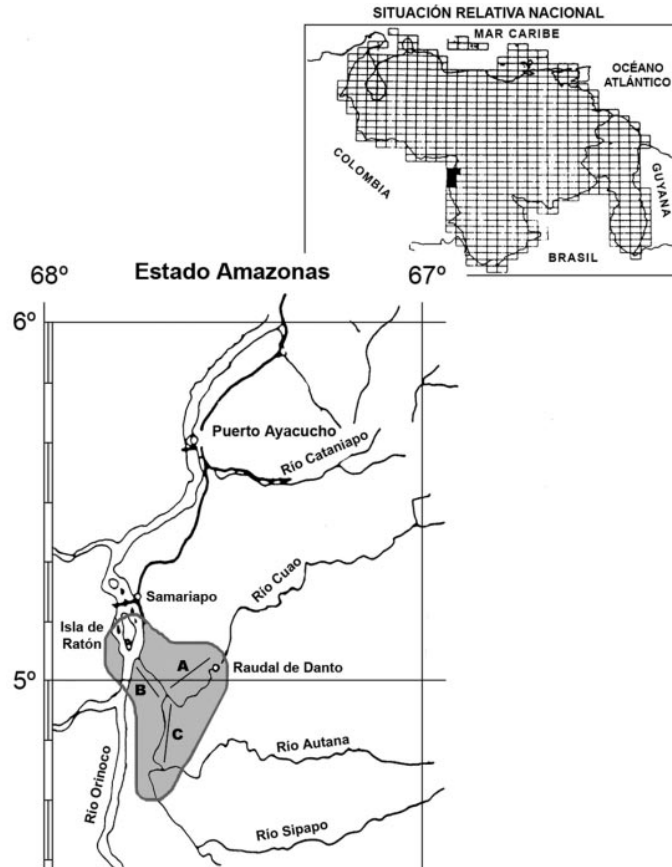 SITUACIÓN RELATIVA NACIONAL
MAR CARIBE
OCÉANO
ATLÁNTICO
COLOMBIA
GUYANA
BRASIL
Estado Amazonas
68º
67º
6º
Puerto Ayacucho
Río Cataniapo
Río Cuao
Samariapo
Isla de
Ratón
A
Raudal de Danto
5º
B
C
Río Autana
Río Orinoco
Río Sipapo